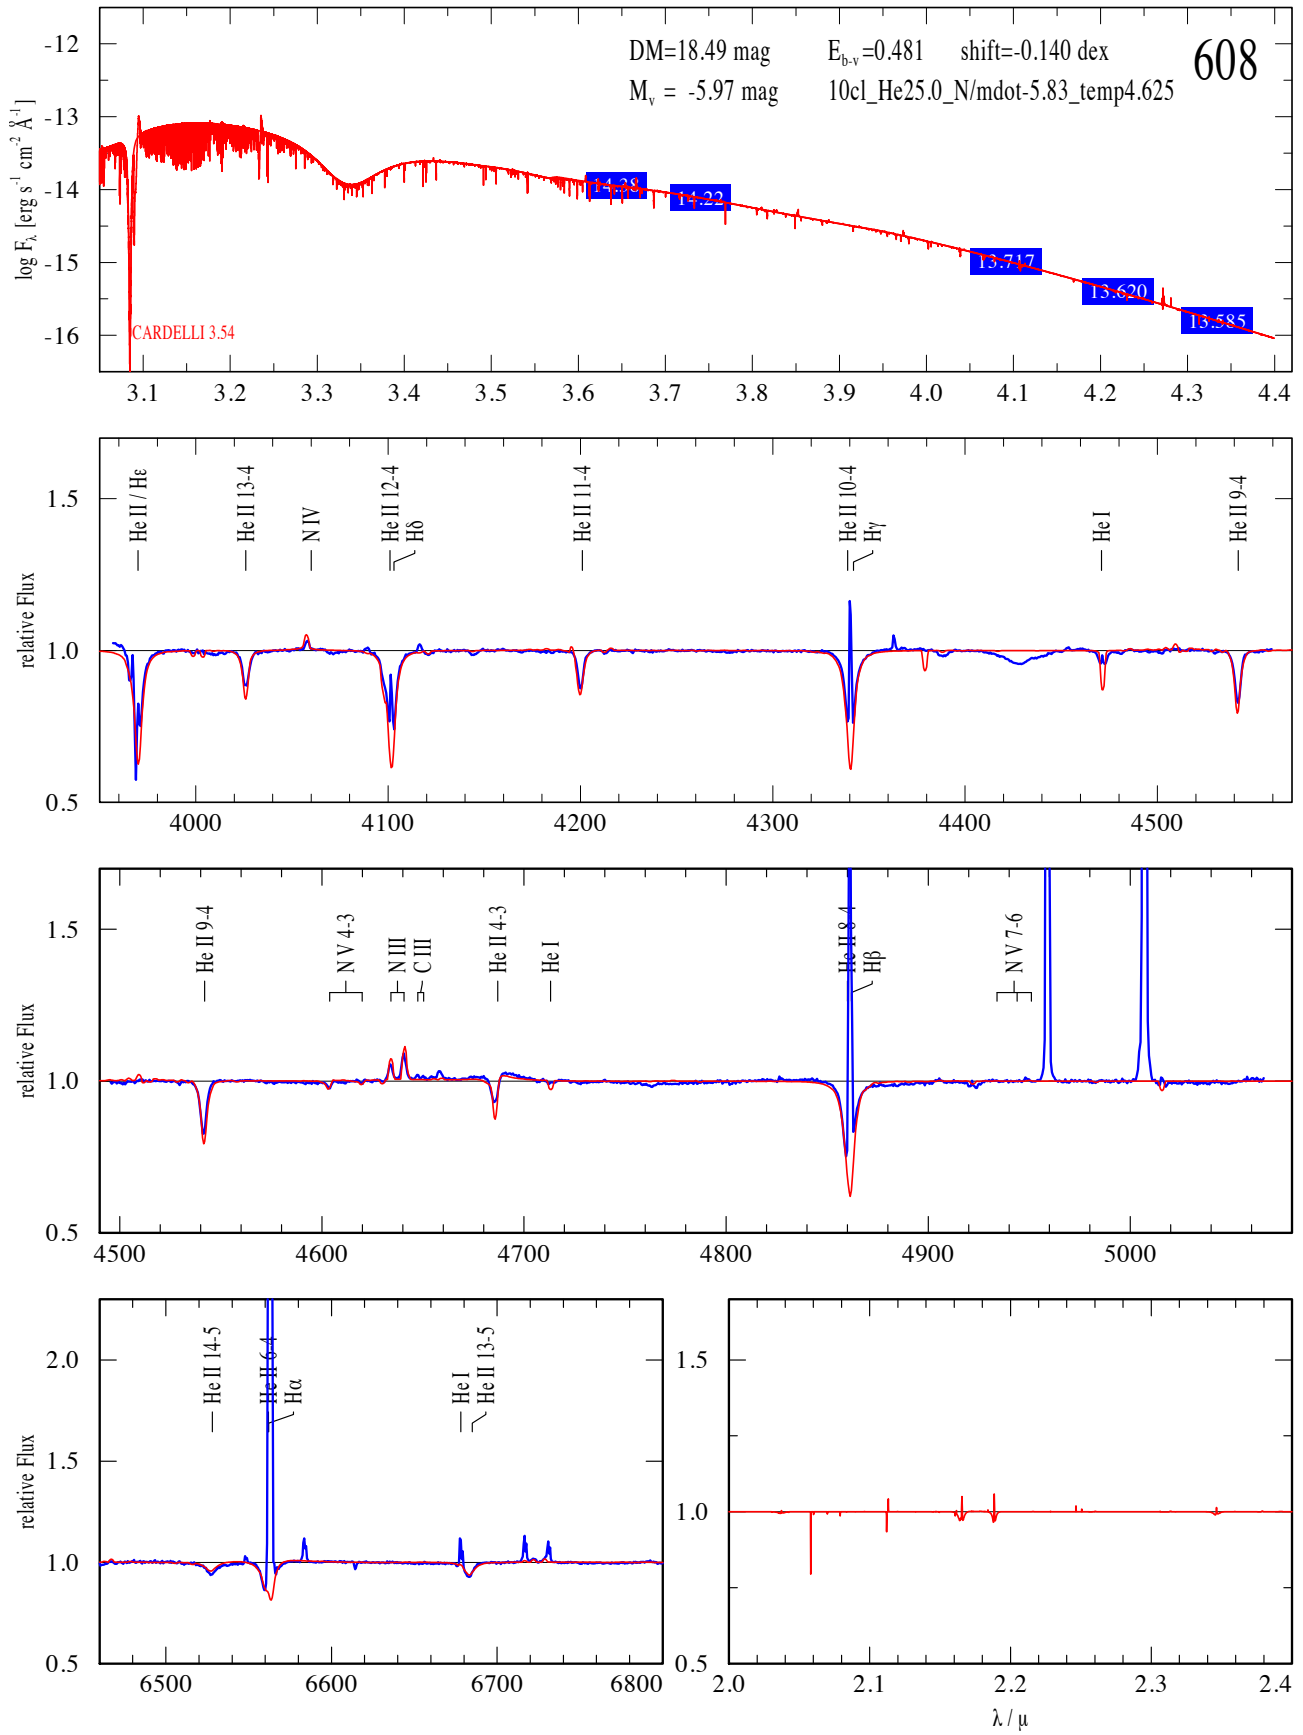 DM=18.49 mag E_b-v=0.481 shift=-0.140 dex 608
M_v = -5.97 mag 10cl_He25.0_N/mdot-5.83_temp4.625
log F_λ [erg s⁻¹ cm⁻² Å⁻¹]
-12
-13
-14
-15
-16
14.38
14.22
13.717
13.620
13.585
CARDELLI 3.54
3.1 3.2 3.3 3.4 3.5 3.6 3.7 3.8 3.9 4.0 4.1 4.2 4.3 4.4
relative Flux
1.5
1.0
0.5
He II / Hε
He II 13-4
N IV
He II 12-4
Hδ
He II 11-4
He II 10-4
Hγ
He I
He II 9-4
4000 4100 4200 4300 4400 4500
relative Flux
1.5
1.0
0.5
He II 9-4
N V 4-3
N III
C III
He II 4-3
He I
He II 8-4
Hβ
N V 7-6
4500 4600 4700 4800 4900 5000
relative Flux
2.0
1.5
1.0
0.5
He II 14-5
He II 6-4
Hα
He I
He II 13-5
6500 6600 6700 6800
1.5
1.0
0.5
2.0 2.1 2.2 2.3 2.4
λ / μ